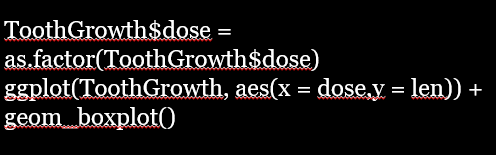 ToothGrowth$dose =
as.factor(ToothGrowth$dose)
ggplot(ToothGrowth, aes(x = dose,y = len)) +
geom_boxplot()